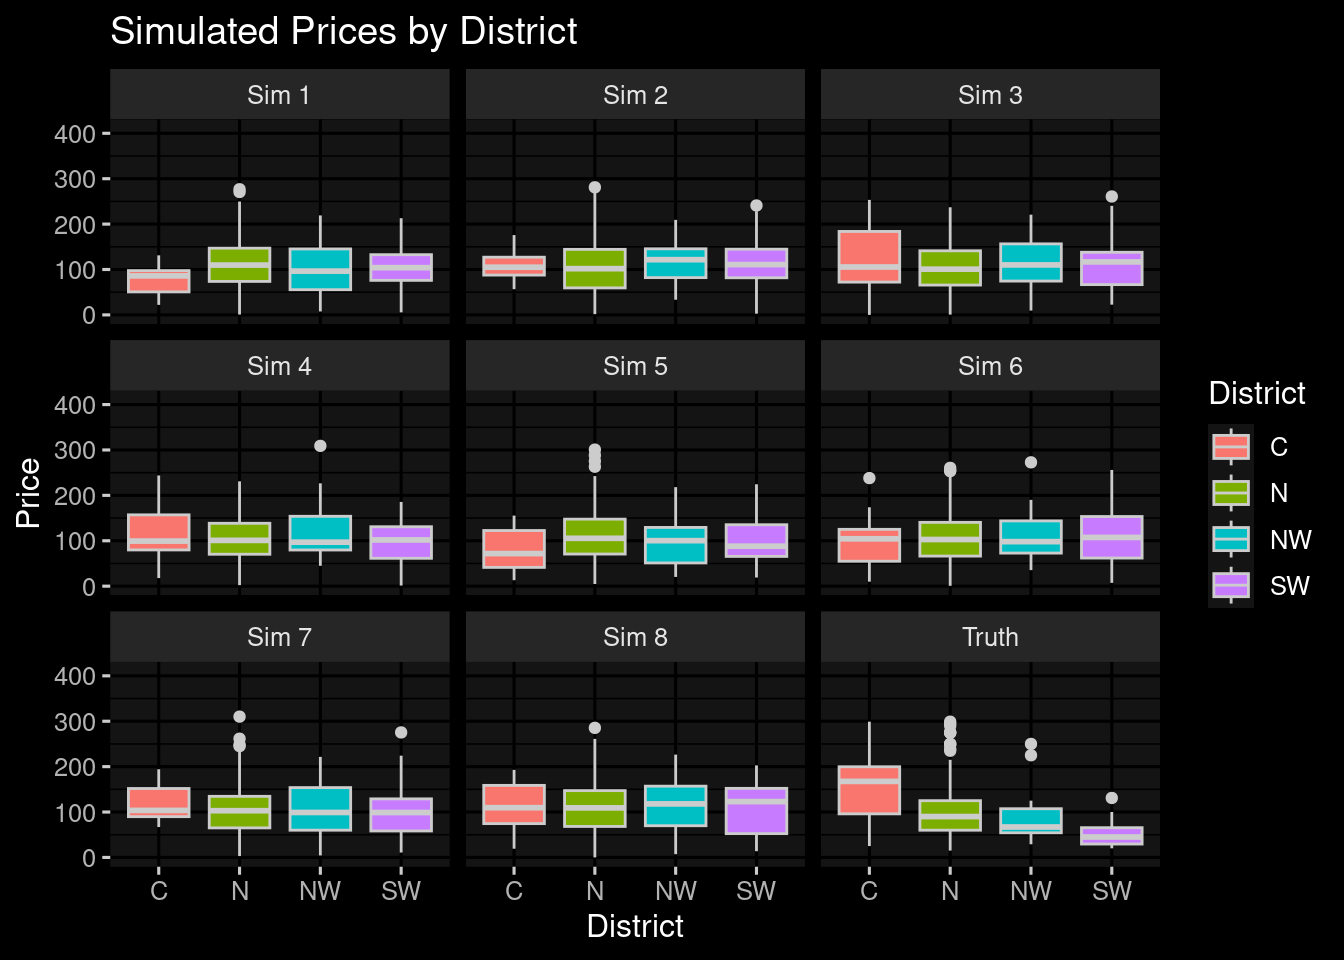 Simulated Prices by District
Sim 1 Sim 2 Sim 3
400
300
200
100
0
Sim 4 Sim 5 Sim 6
400
300
200
100
0
Sim 7 Sim 8 Truth
400
300
200
100
0
C N NW SW C N NW SW C N NW SW
District
Price
District
C
N
NW
SW